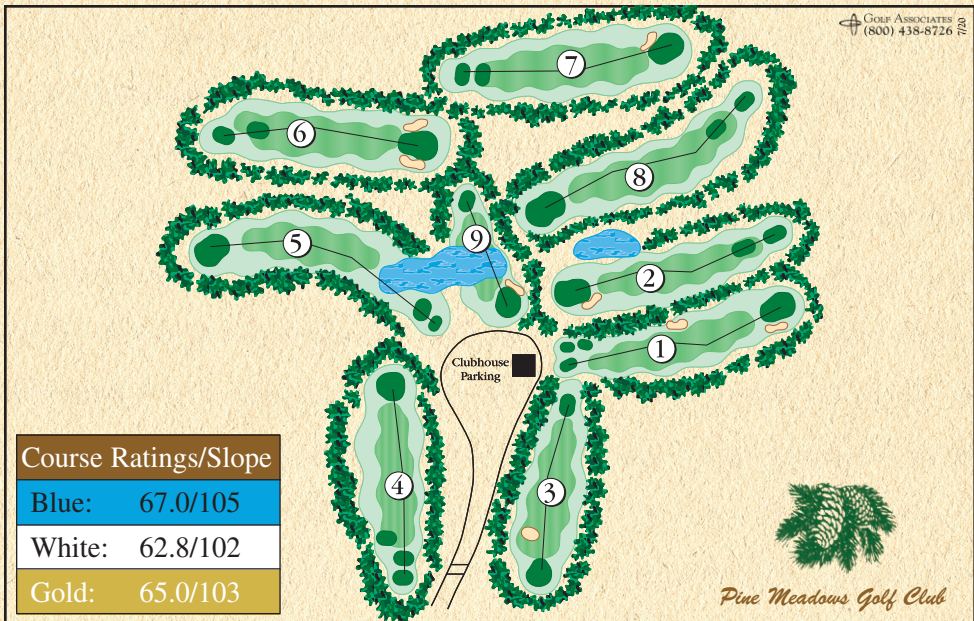 Golf Associates
(800) 438-8726
7/20
7
6
8
5
9
2
1
Clubhouse
Parking
4
3
Course Ratings/Slope
Blue: 67.0/105
White: 62.8/102
Gold: 65.0/103
Pine Meadows Golf Club